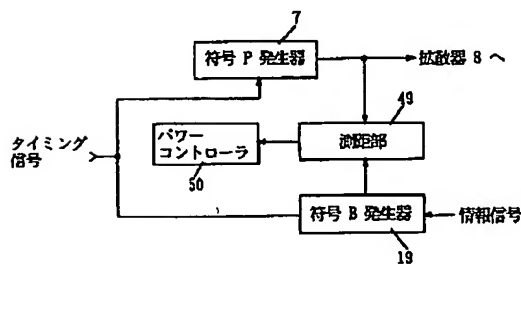 7
符号 P 発生器
拡散器 8 へ
49
タイミング
信号
パワー
コントローラ
測距部
50
符号 B 発生器
情報信号
19